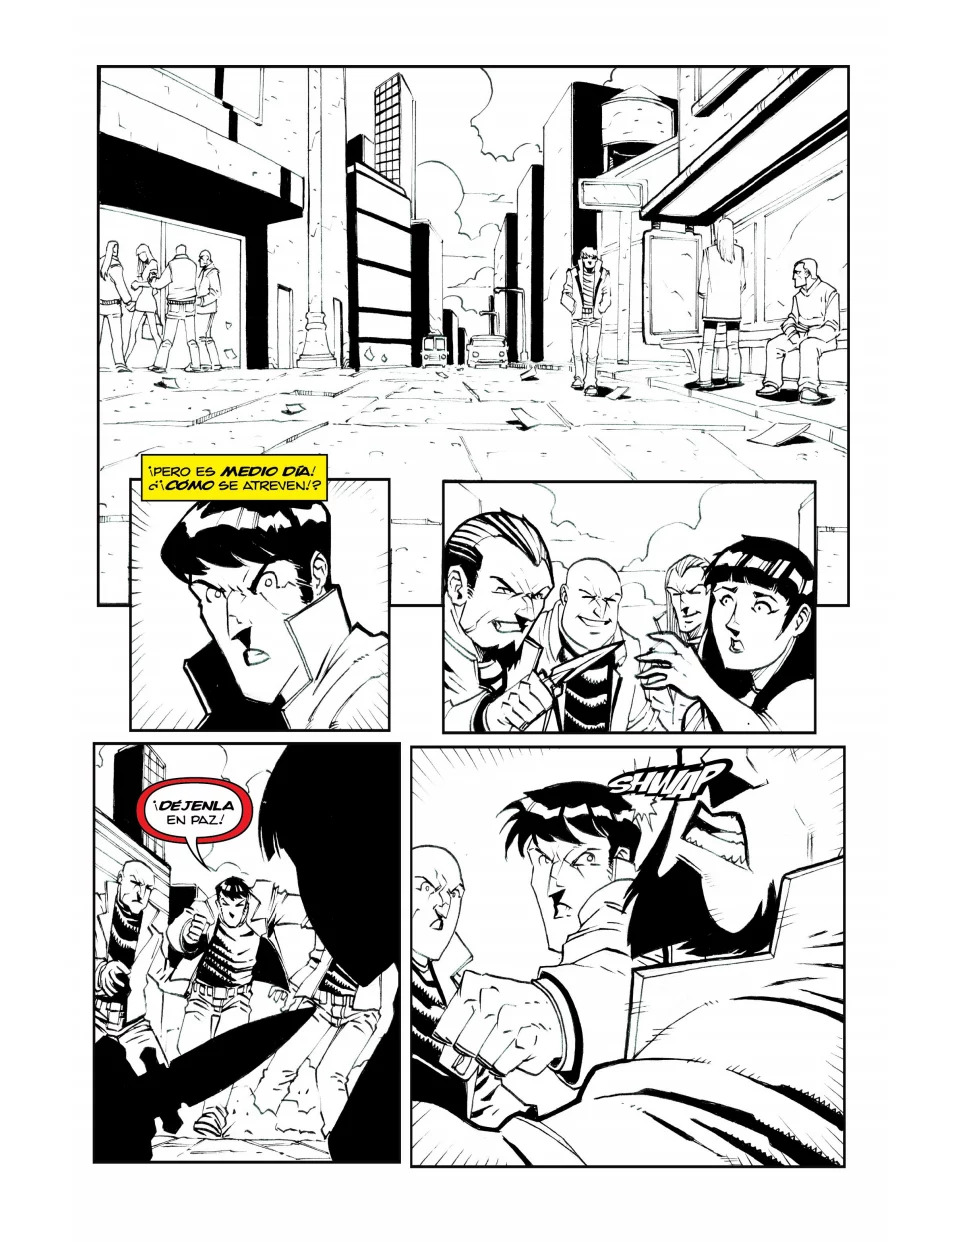 ¡PERO ES MEDIO DÍA!
¿¡CÓMO SE ATREVEN!?
¡DÉJENLA
EN PAZ!
SHWAP